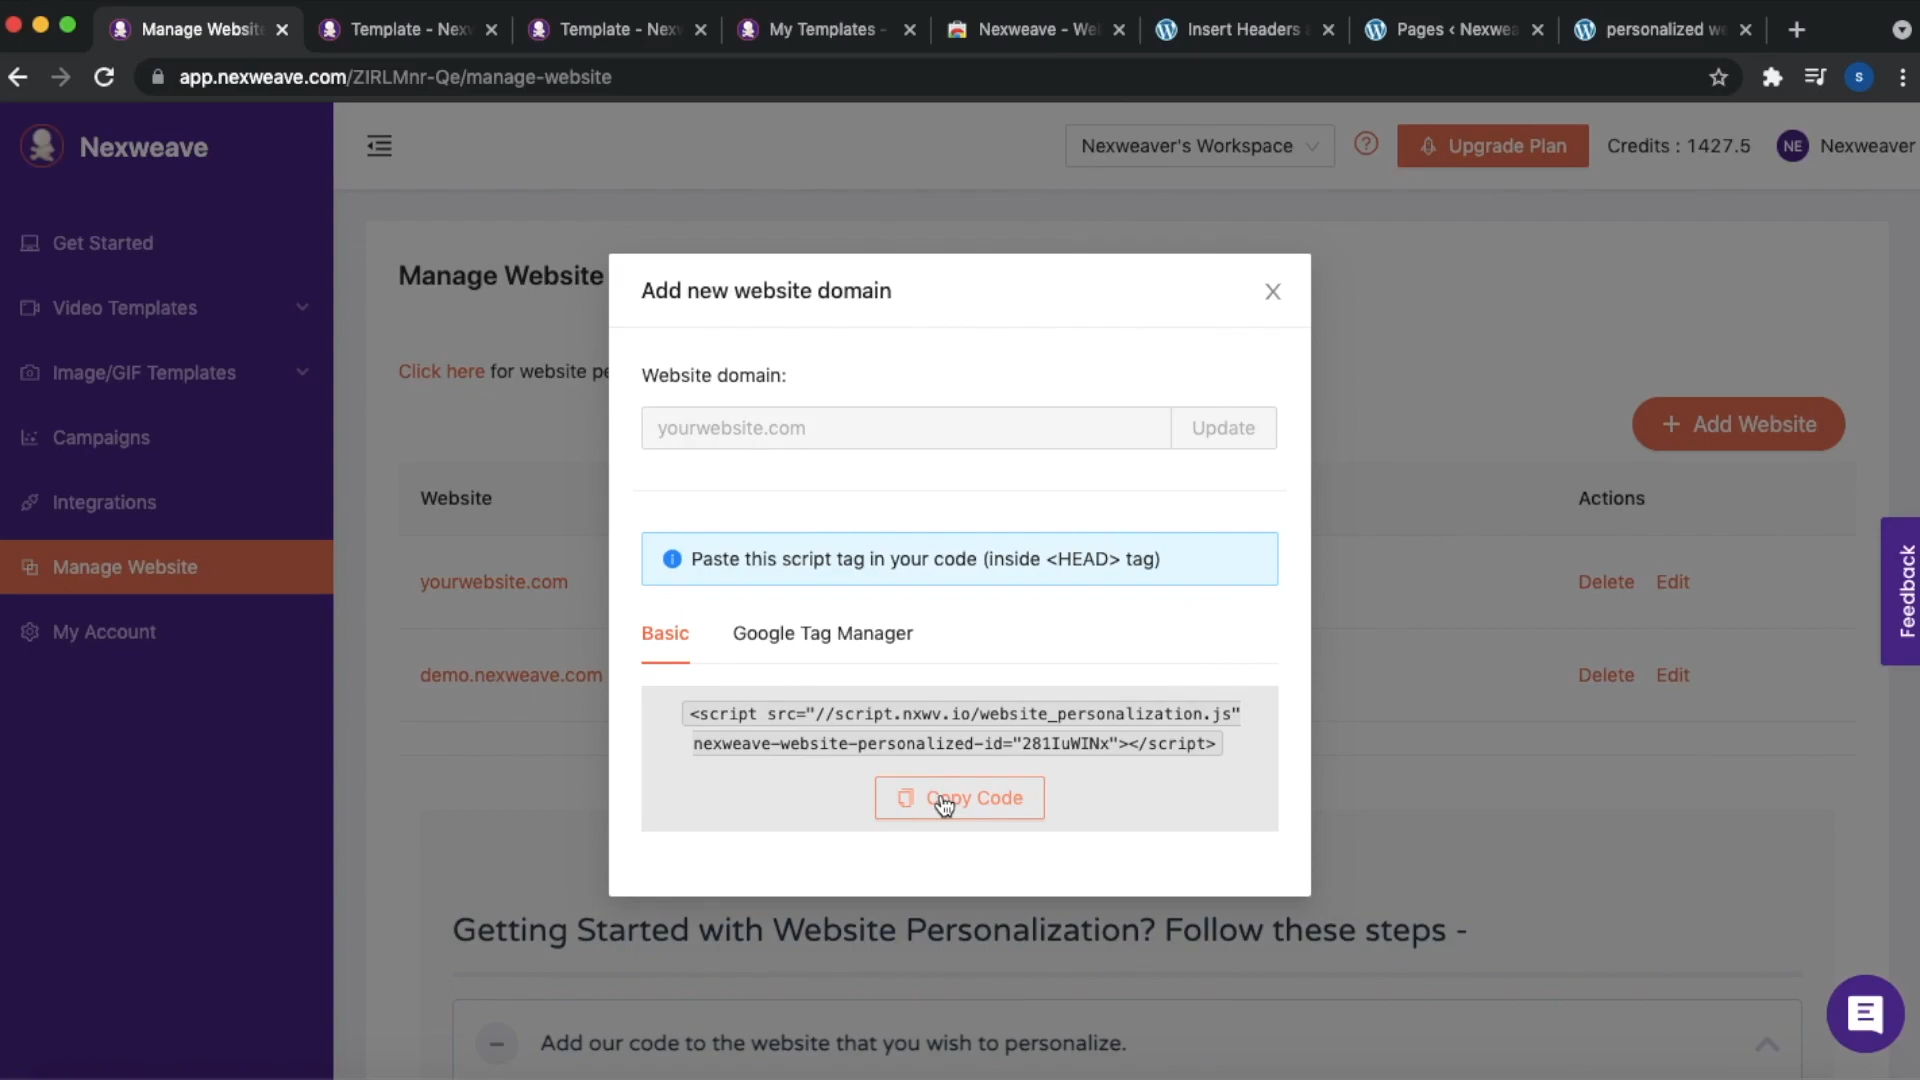 Manage Websit
Template - Nexw
Template - Nexw
My Templates -
Nexweave - We
Insert Headers a
Pages ‹ Nexwea
personalized we
app.nexweave.com/ZIRLMnr-Qe/manage-website
S
Nexweave
Nexweaver's Workspace
?
Upgrade Plan
Credits : 1427.5
NE
Nexweaver
Get Started
Video Templates
Image/GIF Templates
Campaigns
Integrations
Manage Website
My Account
Manage Website
Click here for website pe
+ Add Website
Website
Actions
yourwebsite.com
Delete Edit
demo.nexweave.com
Delete Edit
Add new website domain
Website domain:
yourwebsite.com
Update
Paste this script tag in your code (inside <HEAD> tag)
Basic
Google Tag Manager
<script src="//script.nxwv.io/website_personalization.js"
nexweave-website-personalized-id="281IuWINx"></script>
Copy Code
Getting Started with Website Personalization? Follow these steps -
Add our code to the website that you wish to personalize.
Feedback